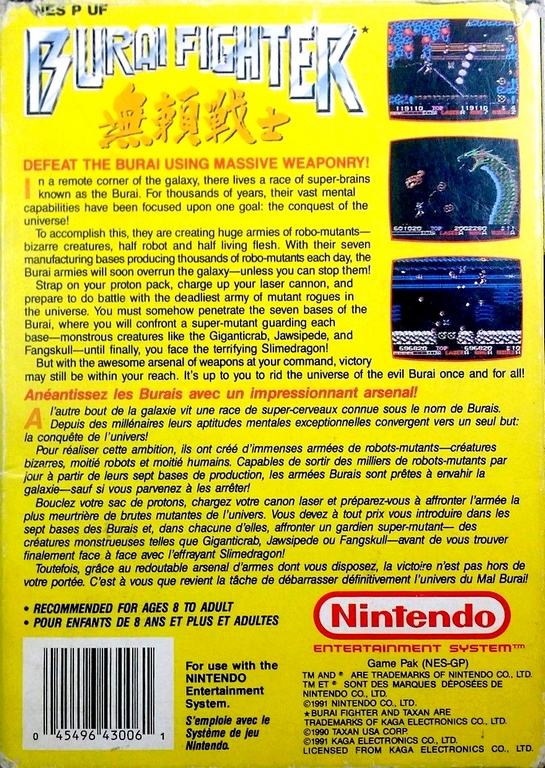 NES P UF
BURAI FIGHTER★
無頼戦士
119110 TOP 119110
601020 TOP 2002260
696820 TOP 696820
DEFEAT THE BURAI USING MASSIVE WEAPONRY!
In a remote corner of the galaxy, there lives a race of super-brains
known as the Burai. For thousands of years, their vast mental
capabilities have been focused upon one goal: the conquest of the
universe!
To accomplish this, they are creating huge armies of robo-mutants—
bizarre creatures, half robot and half living flesh. With their seven
manufacturing bases producing thousands of robo-mutants each day, the
Burai armies will soon overrun the galaxy—unless you can stop them!
Strap on your proton pack, charge up your laser cannon, and
prepare to do battle with the deadliest army of mutant rogues in
the universe. You must somehow penetrate the seven bases of the
Burai, where you will confront a super-mutant guarding each
base—monstrous creatures like the Giganticrab, Jawsipede, and
Fangskull—until finally, you face the terrifying Slimedragon!
But with the awesome arsenal of weapons at your command, victory
may still be within your reach. It's up to you to rid the universe of the evil Burai once and for all!
Anéantissez les Burais avec un impressionnant arsenal!
A l'autre bout de la galaxie vit une race de super-cerveaux connue sous le nom de Burais.
Depuis des millénaires leurs aptitudes mentales exceptionnelles convergent vers un seul but:
la conquête de l'univers!
Pour réaliser cette ambition, ils ont créé d'immenses armées de robots-mutants—créatures
bizarres, moitié robots et moitié humains. Capables de sortir des milliers de robots-mutants par
jour à partir de leurs sept bases de production, les armées Burais sont prêtes à envahir la
galaxie—sauf si vous parvenez à les arrêter!
Bouclez votre sac de protons, chargez votre canon laser et préparez-vous à affronter l'armée la
plus meurtrière de brutes mutantes de l'univers. Vous devez à tout prix vous introduire dans les
sept bases des Burais et, dans chacune d'elles, affronter un gardien super-mutant— des
créatures monstrueuses telles que Giganticrab, Jawsipede ou Fangskull—avant de vous trouver
finalement face à face avec l'effrayant Slimedragon!
Toutefois, grâce au redoutable arsenal d'armes dont vous disposez, la victoire n'est pas hors de
votre portée. C'est à vous que revient la tâche de débarrasser définitivement l'univers du Mal Burai!
• RECOMMENDED FOR AGES 8 TO ADULT
• POUR ENFANTS DE 8 ANS ET PLUS ET ADULTES
0 45496 43006 1
For use with the
NINTENDO
Entertainment
System.
S'emploie avec le
Système de jeu
Nintendo.
Nintendo®
ENTERTAINMENT SYSTEM™
Game Pak (NES-GP)
TM AND ® ARE TRADEMARKS OF NINTENDO CO., LTD.
TM ET ® SONT DES MARQUES DÉPOSÉES DE
NINTENDO CO., LTD.
©1991 NINTENDO CO., LTD.
★BURAI FIGHTER AND TAXAN ARE
TRADEMARKS OF KAGA ELECTRONICS CO., LTD.
©1990 TAXAN USA CORP.
©1991 KAGA ELECTRONICS CO., LTD.
LICENSED FROM KAGA ELECTRONICS CO., LTD.